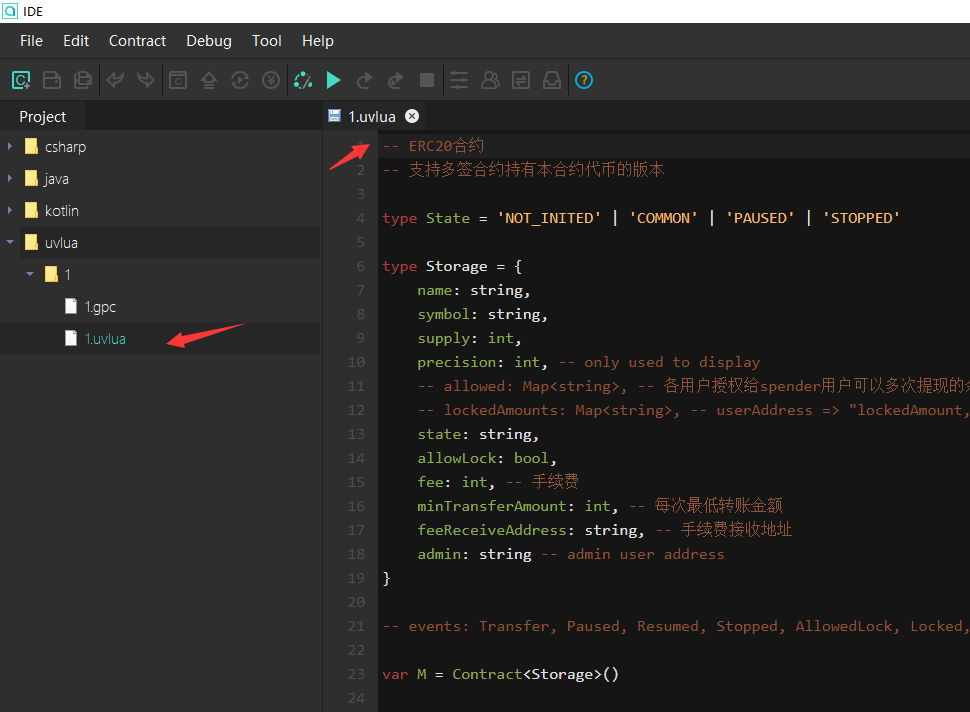 IDE
File Edit Contract Debug Tool Help
Project
1.uvlua
csharp
java
kotlin
uvlua
1
1.gpc
1.uvlua
-- ERC20合约
2 -- 支持多签合约持有本合约代币的版本
3
4 type State = 'NOT_INITED' | 'COMMON' | 'PAUSED' | 'STOPPED'
5
6 type Storage = {
7 name: string,
8 symbol: string,
9 supply: int,
10 precision: int, -- only used to display
11 -- allowed: Map<string>, -- 各用户授权给spender用户可以多次提现的
12 -- lockedAmounts: Map<string>, -- userAddress => "lockedAmount,
13 state: string,
14 allowLock: bool,
15 fee: int, -- 手续费
16 minTransferAmount: int, -- 每次最低转账金额
17 feeReceiveAddress: string, -- 手续费接收地址
18 admin: string -- admin user address
19 }
20
21 -- events: Transfer, Paused, Resumed, Stopped, AllowedLock, Locked,
22
23 var M = Contract<Storage>()
24